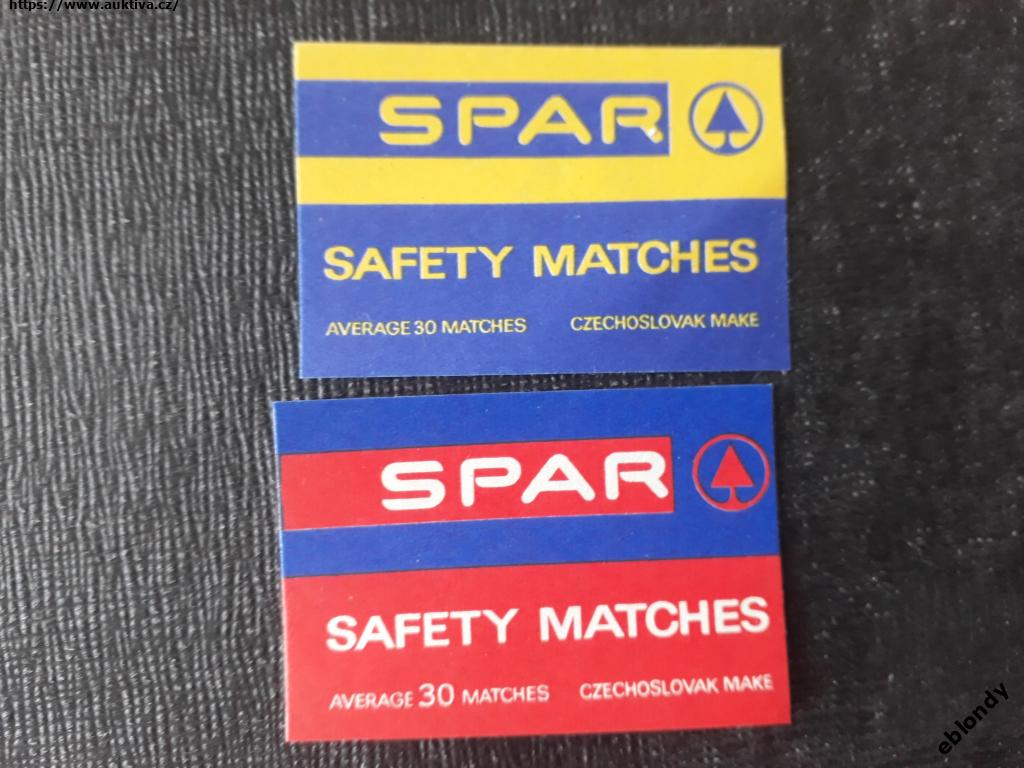 https://www.auktiva.cz/
SPAR
SAFETY MATCHES
AVERAGE 30 MATCHES CZECHOSLOVAK MAKE
SPAR
SAFETY MATCHES
AVERAGE 30 MATCHES CZECHOSLOVAK MAKE
eblondy